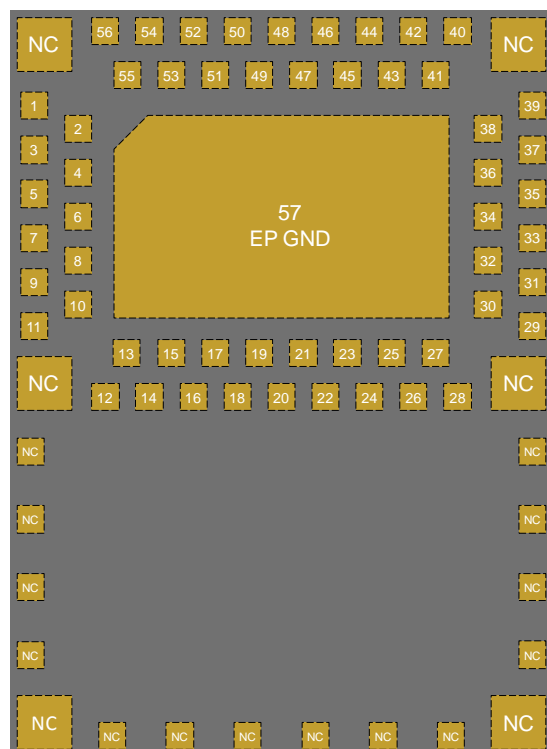 NC 56 54 52 50 48 46 44 42 40 NC
55 53 51 49 47 45 43 41
1 39
2 38
3 37
4 36
5 35
6 57 34
7 EP GND 33
8 32
9 31
10 30
11 29
13 15 17 19 21 23 25 27
NC NC
12 14 16 18 20 22 24 26 28
NC NC
NC NC
NC NC
NC NC
NC NC
NC NC NC NC NC NC